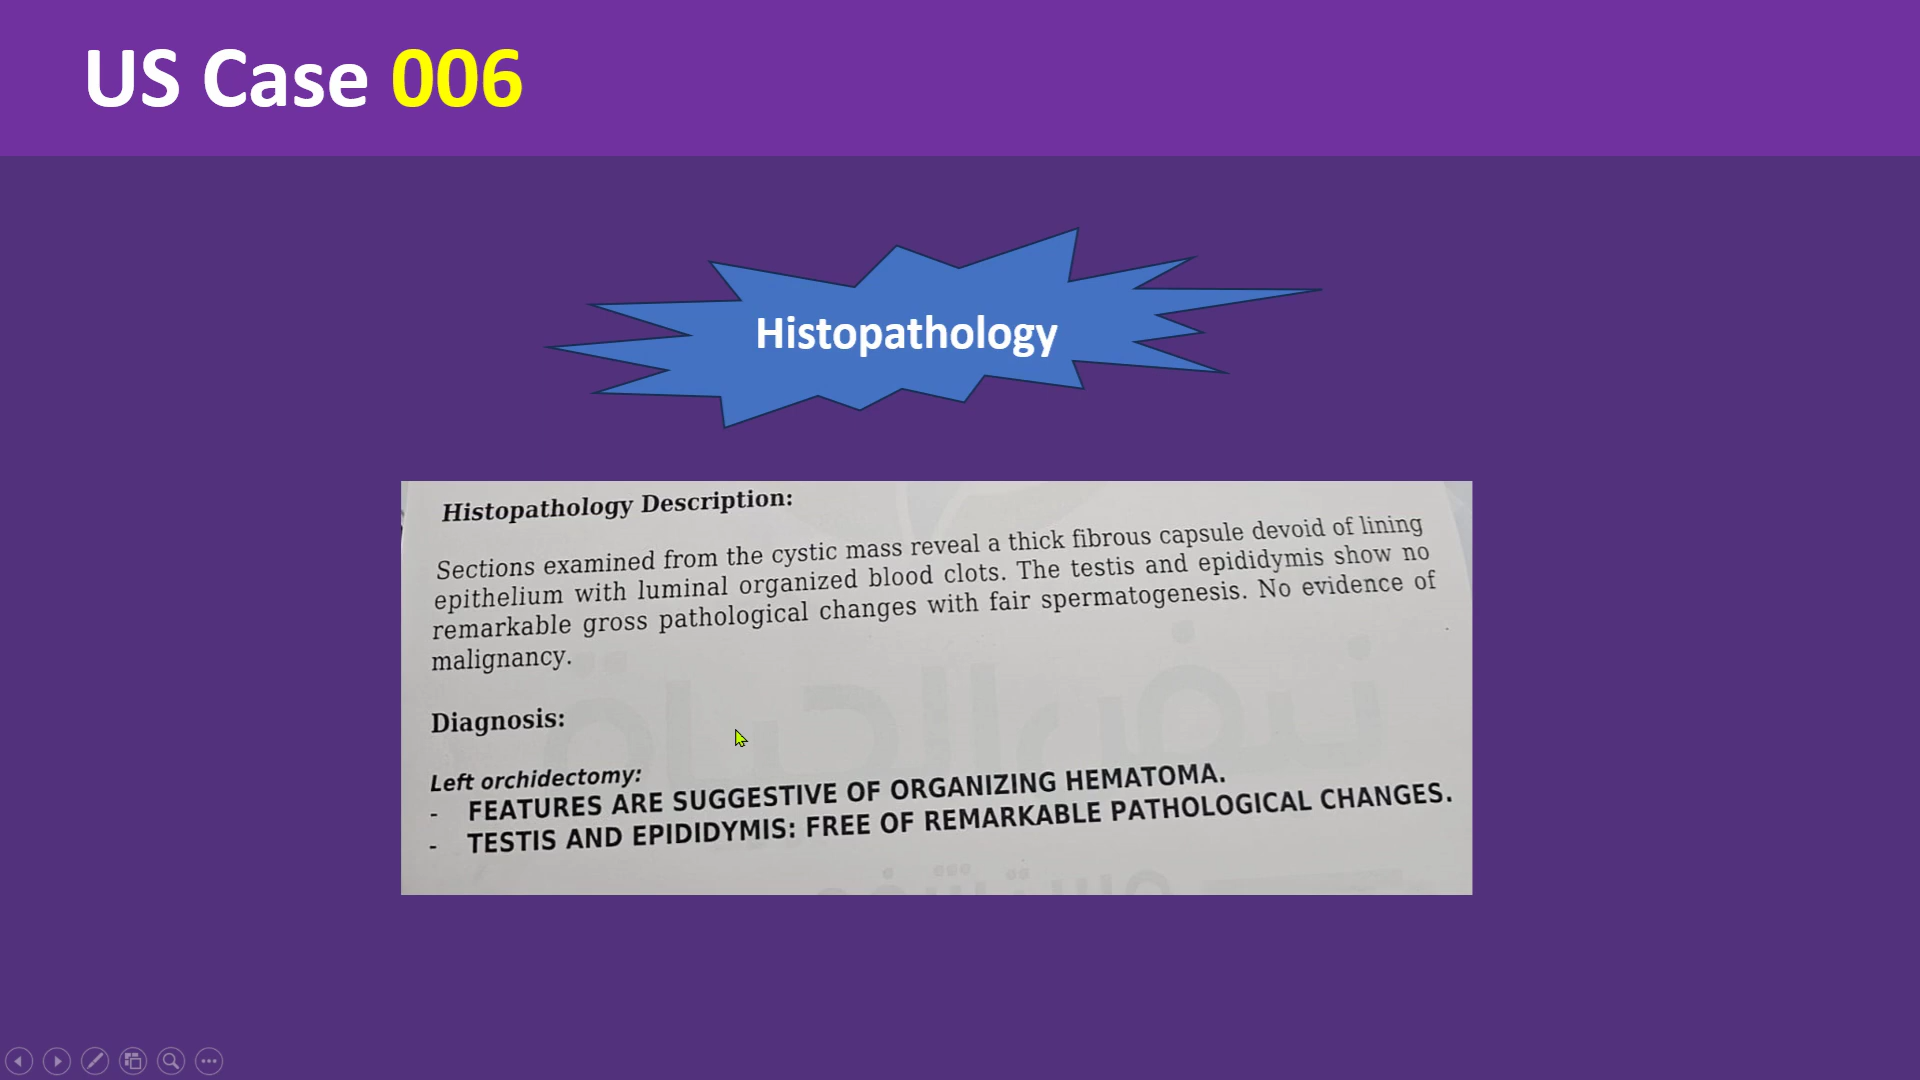 US Case 006
Histopathology
Histopathology Description:
Sections examined from the cystic mass reveal a thick fibrous capsule devoid of lining
epithelium with luminal organized blood clots. The testis and epididymis show no
remarkable gross pathological changes with fair spermatogenesis. No evidence of
malignancy.
Diagnosis:
Left orchidectomy:
- FEATURES ARE SUGGESTIVE OF ORGANIZING HEMATOMA.
- TESTIS AND EPIDIDYMIS: FREE OF REMARKABLE PATHOLOGICAL CHANGES.